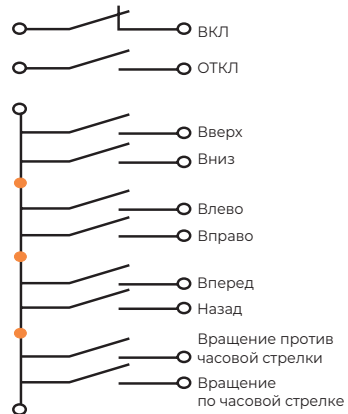 ВКЛ
ОТКЛ
Вверх
Вниз
Влево
Вправо
Вперед
Назад
Вращение против
часовой стрелки
Вращение
по часовой стрелке